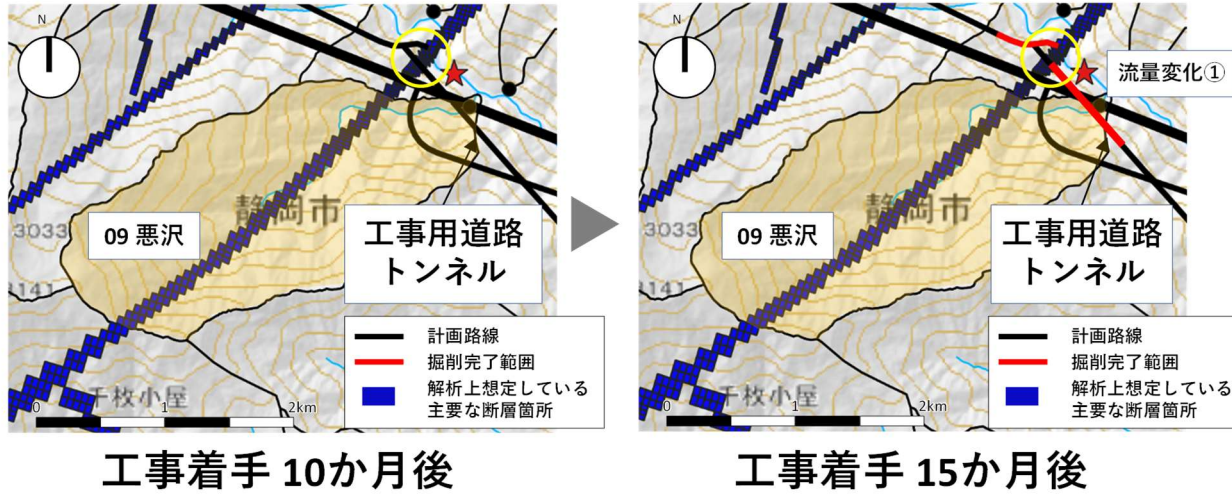 N
静岡市
3033
3141
09 悪沢
工事用道路
トンネル
計画路線
掘削完了範囲
解析上想定している
主要な断層箇所
千枚小屋
0 1 2km
工事着手 10か月後
N
流量変化①
静岡市
3033
3141
09 悪沢
工事用道路
トンネル
計画路線
掘削完了範囲
解析上想定している
主要な断層箇所
千枚小屋
0 1 2km
工事着手 15か月後